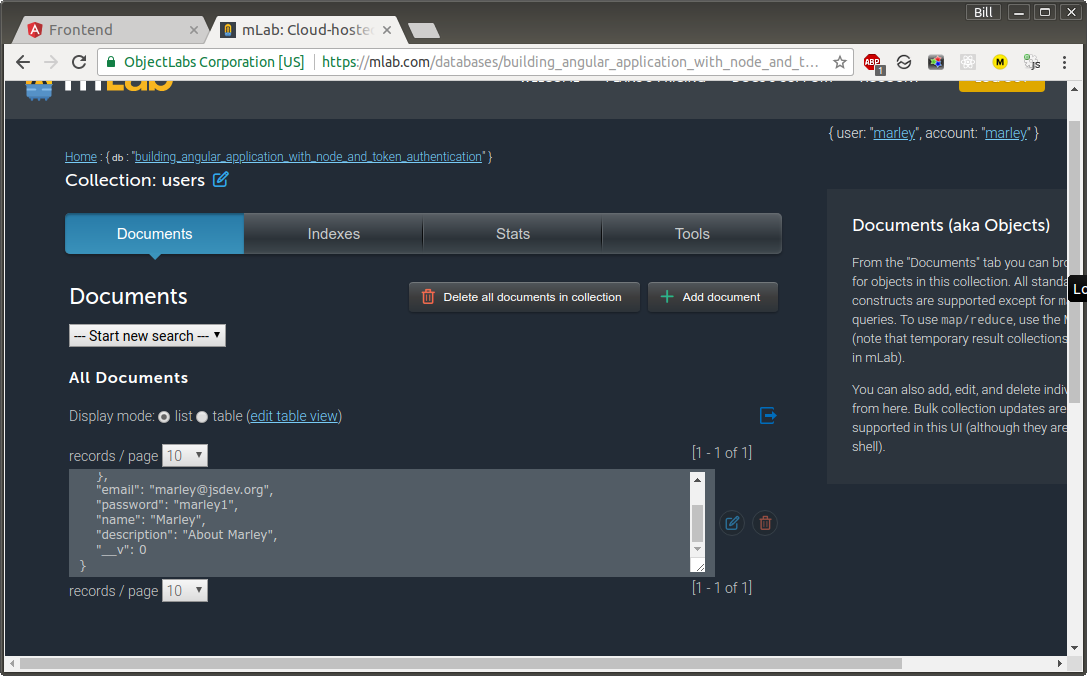 Bill
Frontend
mLab: Cloud-hosted
ObjectLabs Corporation [US]
https://mlab.com/databases/building_angular_application_with_node_and_t...
ABP
1
M
js
mLab
{ user: "marley", account: "marley" }
Home : { db : "building_angular_application_with_node_and_token_authentication" }
Collection: users
Documents
Indexes
Stats
Tools
Documents
Delete all documents in collection
Add document
--- Start new search ---
All Documents
Display mode: list table (edit table view)
records / page 10
[1 - 1 of 1]
},
"email": "marley@jsdev.org",
"password": "marley1",
"name": "Marley",
"description": "About Marley",
"__v": 0
}
records / page 10
[1 - 1 of 1]
Documents (aka Objects)
From the "Documents" tab you can
for objects in this collection. All
constructs are supported except for
queries. To use map/reduce, use the
(note that temporary result collections
in mLab).
You can also add, edit, and delete
from here. Bulk collection updates are
supported in this UI (although they are
shell).